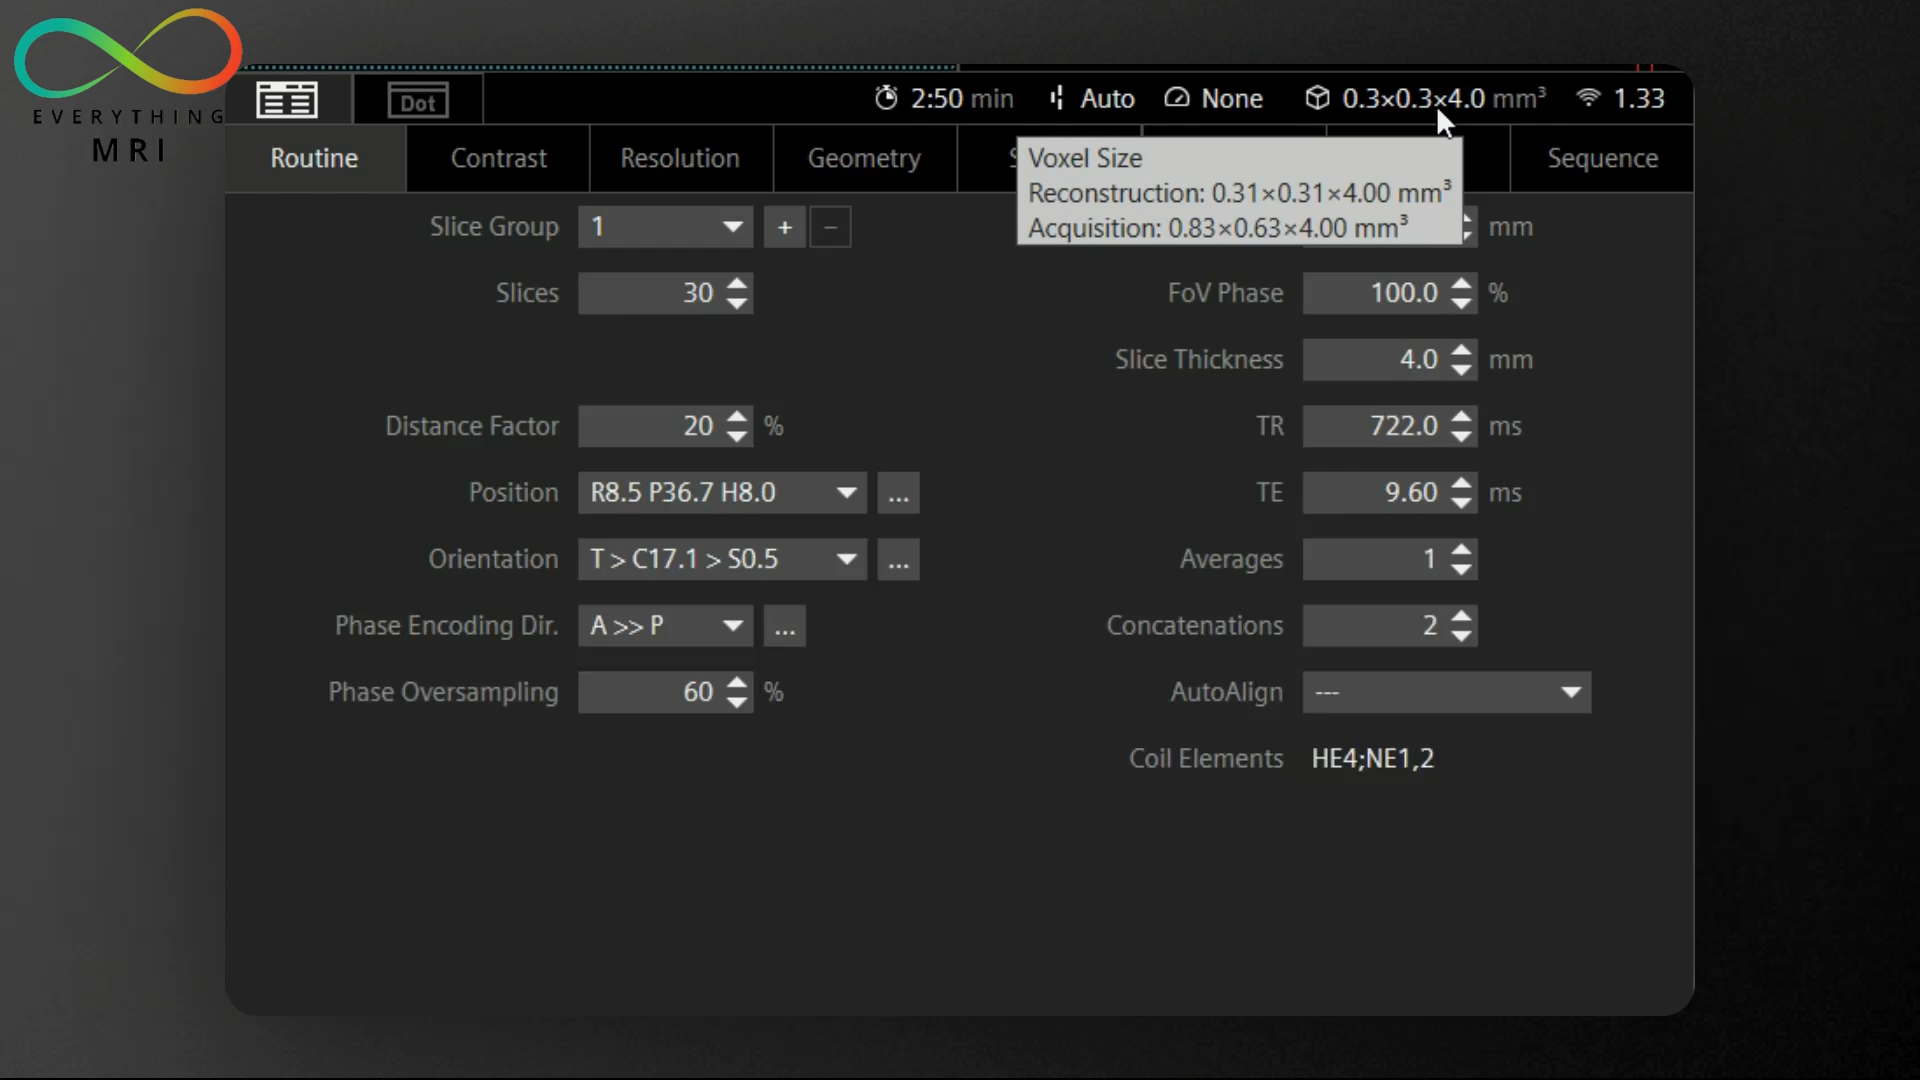 EVERYTHING
MRI
Dot
2:50 min Auto None 0.3×0.3×4.0 mm³ 1.33
Routine Contrast Resolution Geometry Sequence
Voxel Size
Reconstruction: 0.31×0.31×4.00 mm³
Acquisition: 0.83×0.63×4.00 mm³
Slice Group 1 + − mm
Slices 30 FoV Phase 100.0 %
Slice Thickness 4.0 mm
Distance Factor 20 % TR 722.0 ms
Position R8.5 P36.7 H8.0 ... TE 9.60 ms
Orientation T > C17.1 > S0.5 ... Averages 1
Phase Encoding Dir. A >> P ... Concatenations 2
Phase Oversampling 60 % AutoAlign ---
Coil Elements HE4;NE1,2